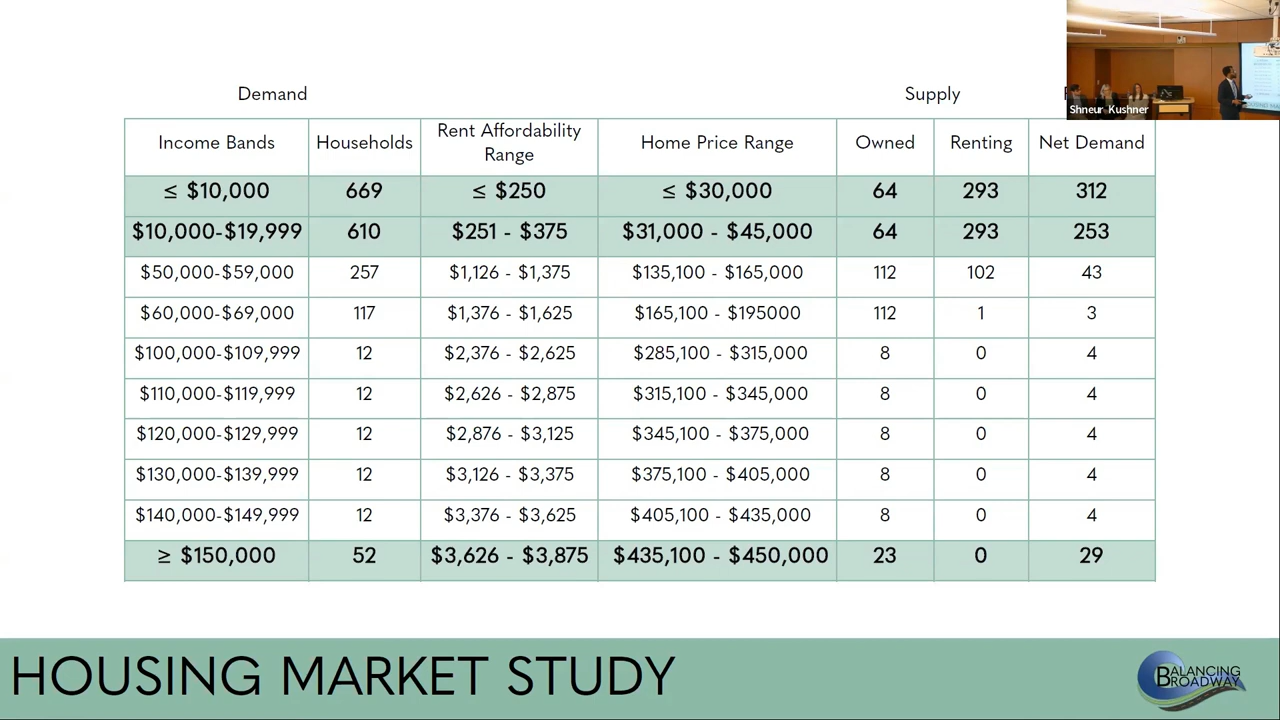 Demand
Supply
Shneur Kushner
Income Bands Households Rent Affordability Range Home Price Range Owned Renting Net Demand
≤ $10,000 669 ≤ $250 ≤ $30,000 64 293 312
$10,000-$19,999 610 $251 - $375 $31,000 - $45,000 64 293 253
$50,000-$59,000 257 $1,126 - $1,375 $135,100 - $165,000 112 102 43
$60,000-$69,000 117 $1,376 - $1,625 $165,100 - $195000 112 1 3
$100,000-$109,999 12 $2,376 - $2,625 $285,100 - $315,000 8 0 4
$110,000-$119,999 12 $2,626 - $2,875 $315,100 - $345,000 8 0 4
$120,000-$129,999 12 $2,876 - $3,125 $345,100 - $375,000 8 0 4
$130,000-$139,999 12 $3,126 - $3,375 $375,100 - $405,000 8 0 4
$140,000-$149,999 12 $3,376 - $3,625 $405,100 - $435,000 8 0 4
≥ $150,000 52 $3,626 - $3,875 $435,100 - $450,000 23 0 29
HOUSING MARKET STUDY
BALANCING
BROADWAY